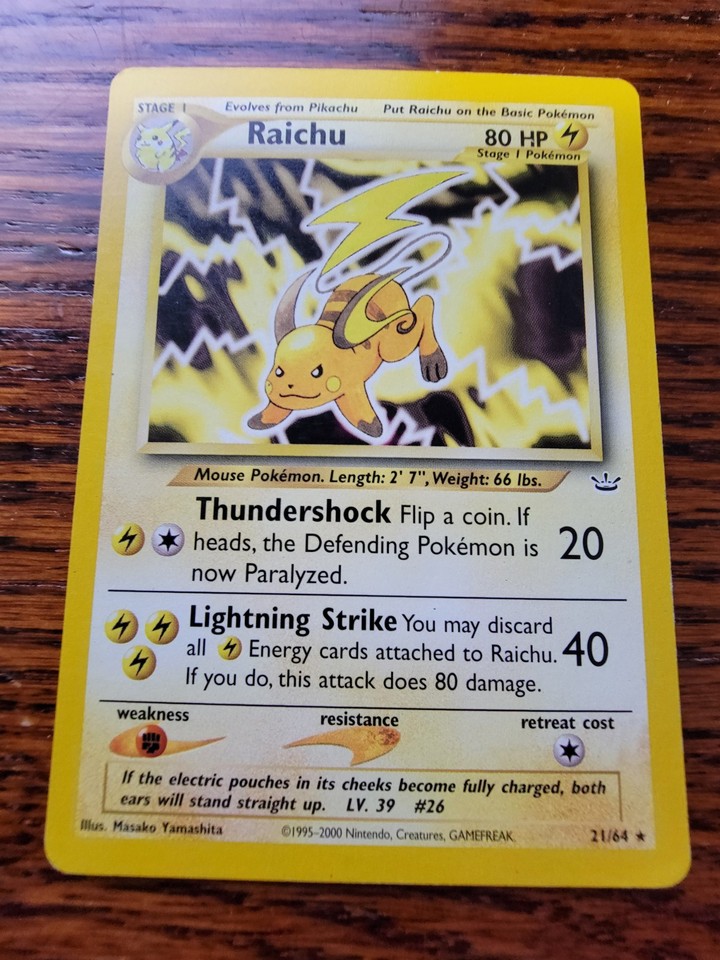 STAGE 1 Evolves from Pikachu Put Raichu on the Basic Pokémon
Raichu 80 HP
Stage 1 Pokémon
Mouse Pokémon. Length: 2' 7", Weight: 66 lbs.
Thundershock Flip a coin. If
heads, the Defending Pokémon is 20
now Paralyzed.
Lightning Strike You may discard
all Energy cards attached to Raichu. 40
If you do, this attack does 80 damage.
weakness resistance retreat cost
If the electric pouches in its cheeks become fully charged, both
ears will stand straight up. LV. 39 #26
Illus. Masako Yamashita ©1995-2000 Nintendo, Creatures, GAMEFREAK. 21/64 ★